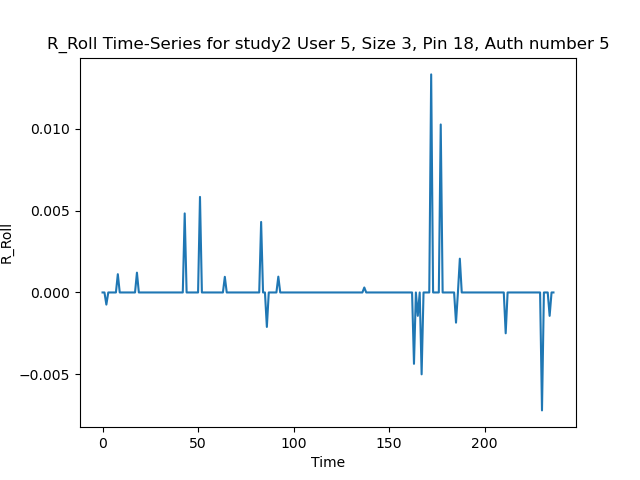 R_Roll Time-Series for study2 User 5, Size 3, Pin 18, Auth number 5
0.010
0.005
0.000
−0.005
R_Roll
0 50 100 150 200
Time